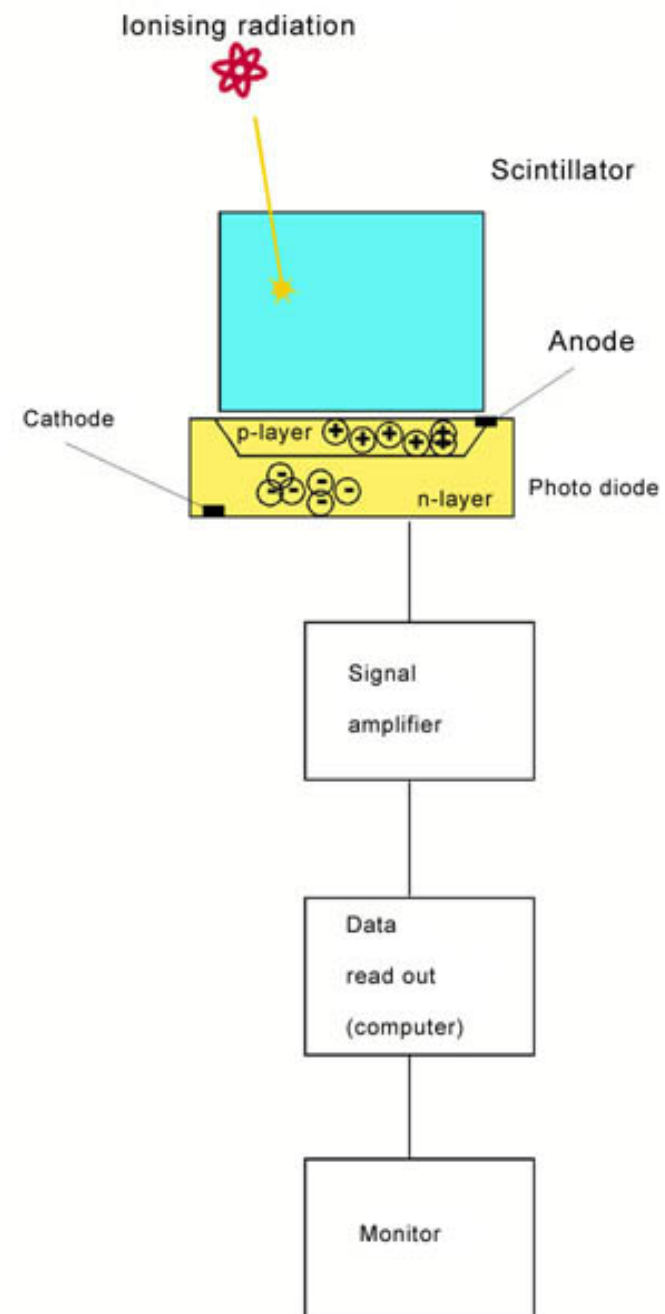 Ionising radiation
Scintillator
Anode
Cathode
p-layer
n-layer
Photo diode
Signal
amplifier
Data
read out
(computer)
Monitor